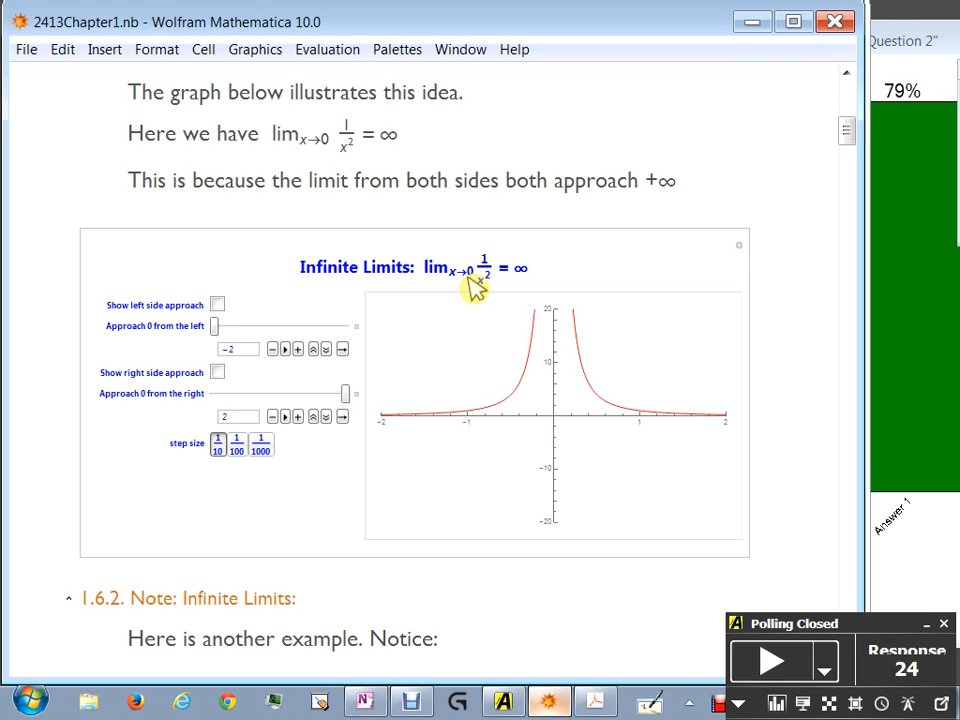 2413Chapter1.nb - Wolfram Mathematica 10.0
File Edit Insert Format Cell Graphics Evaluation Palettes Window Help
Question 2"
79%
The graph below illustrates this idea.
Here we have lim x→0 1/x² = ∞
This is because the limit from both sides both approach +∞
Infinite Limits: lim x→0 1/x² = ∞
Show left side approach
Approach 0 from the left
-2
Show right side approach
Approach 0 from the right
2
step size 1/10 1/100 1/1000
20
10
-2 -1 1 2
-10
-20
Answer 1
1.6.2. Note: Infinite Limits:
Here is another example. Notice:
Polling Closed
Response
24